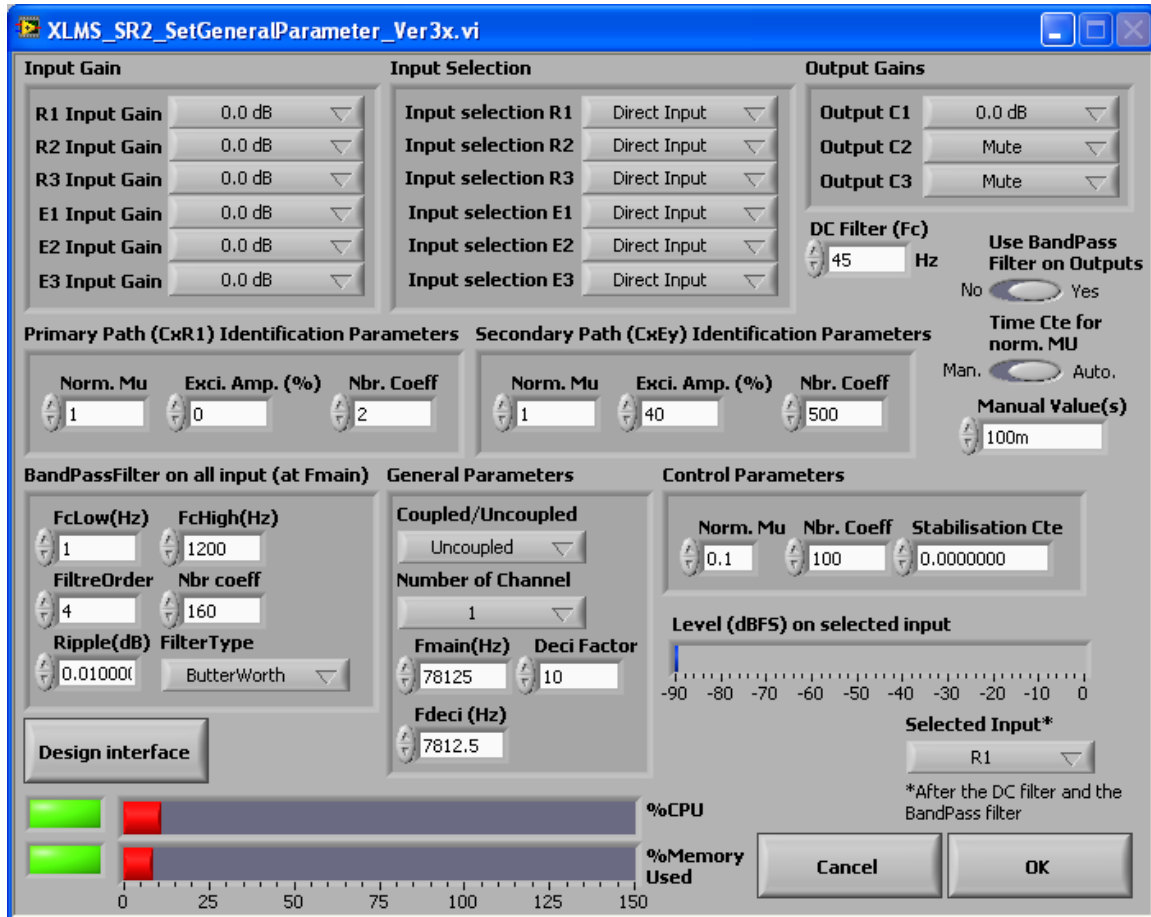 XLMS_SR2_SetGeneralParameter_Ver3x.vi
Input Gain
R1 Input Gain 0.0 dB
R2 Input Gain 0.0 dB
R3 Input Gain 0.0 dB
E1 Input Gain 0.0 dB
E2 Input Gain 0.0 dB
E3 Input Gain 0.0 dB
Input Selection
Input selection R1 Direct Input
Input selection R2 Direct Input
Input selection R3 Direct Input
Input selection E1 Direct Input
Input selection E2 Direct Input
Input selection E3 Direct Input
Output Gains
Output C1 0.0 dB
Output C2 Mute
Output C3 Mute
DC Filter (Fc)
45 Hz
Use BandPass
Filter on Outputs
No Yes
Time Cte for
norm. MU
Man. Auto.
Manual Value(s)
100m
Primary Path (CxR1) Identification Parameters
Norm. Mu Exci. Amp. (%) Nbr. Coeff
1 0 2
Secondary Path (CxEy) Identification Parameters
Norm. Mu Exci. Amp. (%) Nbr. Coeff
1 40 500
BandPassFilter on all input (at Fmain)
FcLow(Hz) FcHigh(Hz)
1 1200
FiltreOrder Nbr coeff
4 160
Ripple(dB) FilterType
0.01000( ButterWorth
Design interface
General Parameters
Coupled/Uncoupled
Uncoupled
Number of Channel
1
Fmain(Hz) Deci Factor
78125 10
Fdeci (Hz)
7812.5
Control Parameters
Norm. Mu Nbr. Coeff Stabilisation Cte
0.1 100 0.0000000
Level (dBFS) on selected input
-90 -80 -70 -60 -50 -40 -30 -20 -10 0
Selected Input*
R1
*After the DC filter and the
BandPass filter
%CPU
%Memory
Used
0 25 50 75 100 125 150
Cancel OK